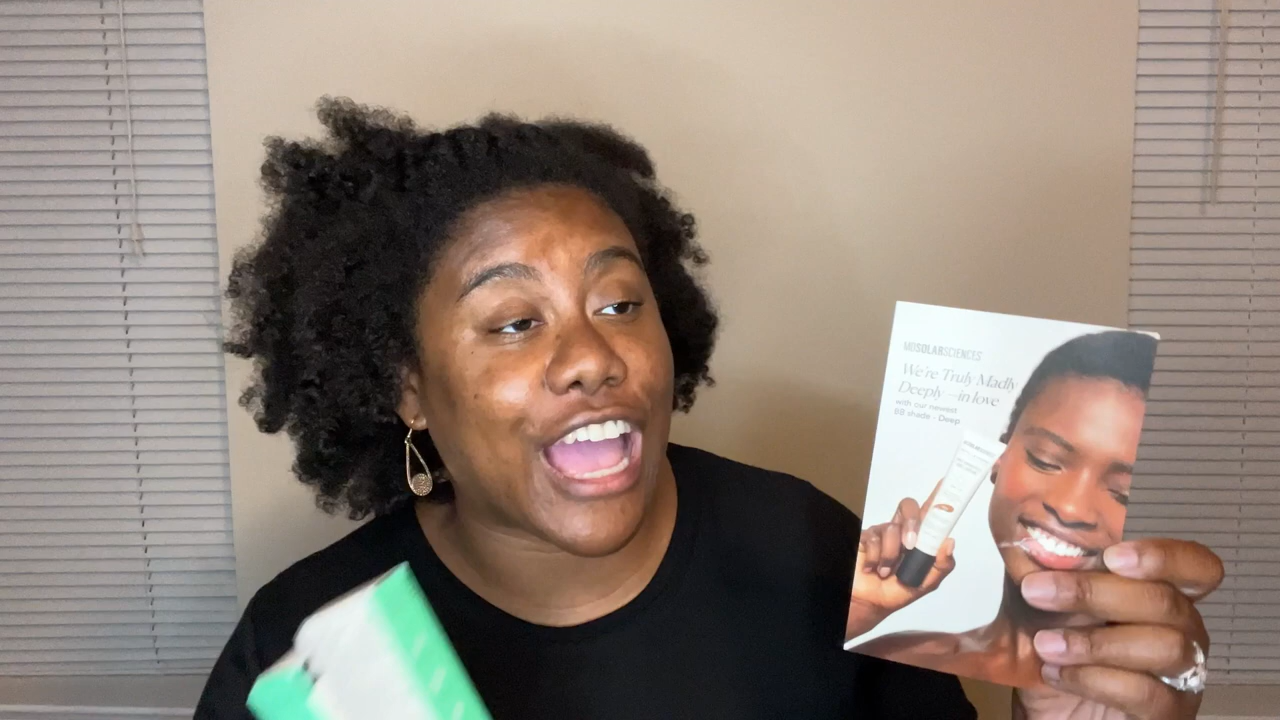 MDSOLARSCIENCES
We're Truly Madly
Deeply – in love
with our newest
BB shade - Deep.